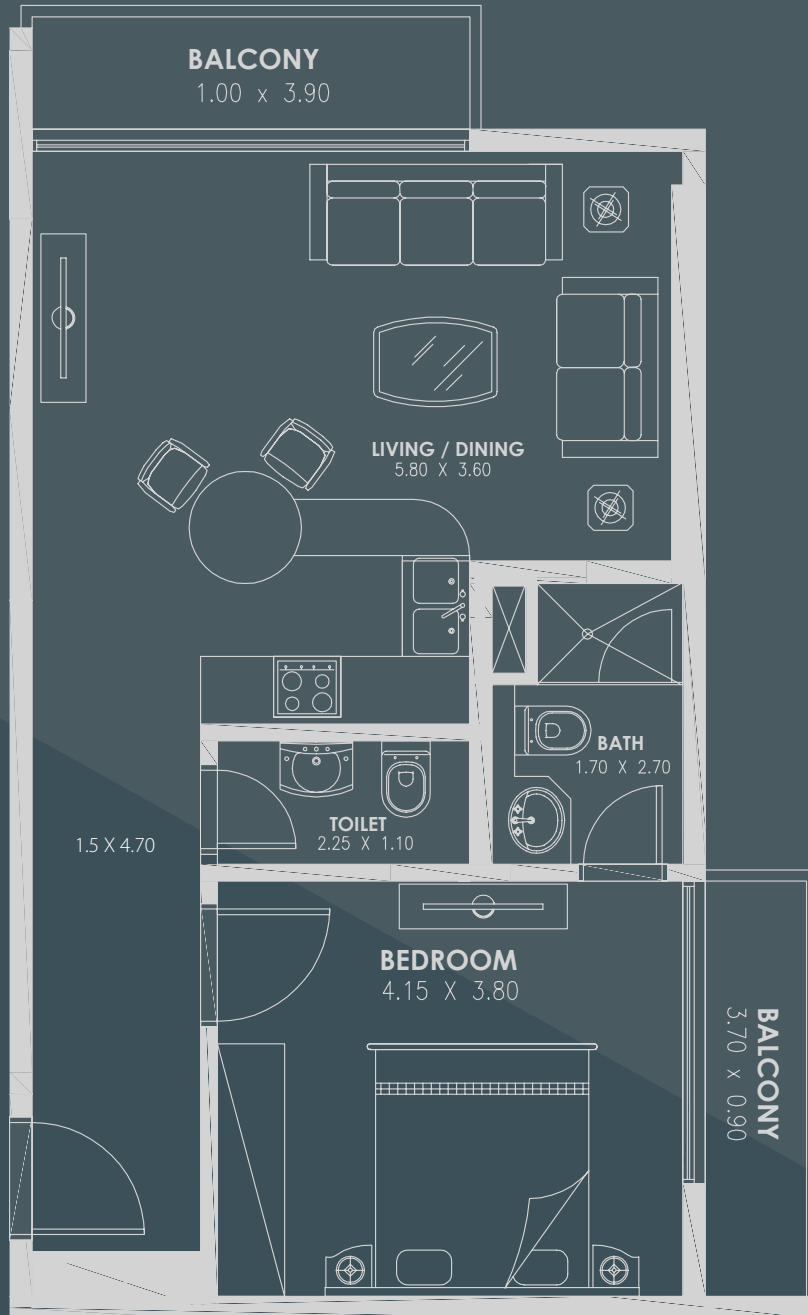 BALCONY
1.00 x 3.90
LIVING / DINING
5.80 X 3.60
BATH
1.70 X 2.70
TOILET
2.25 X 1.10
1.5 X 4.70
BEDROOM
4.15 X 3.80
BALCONY
3.70 x 0.90